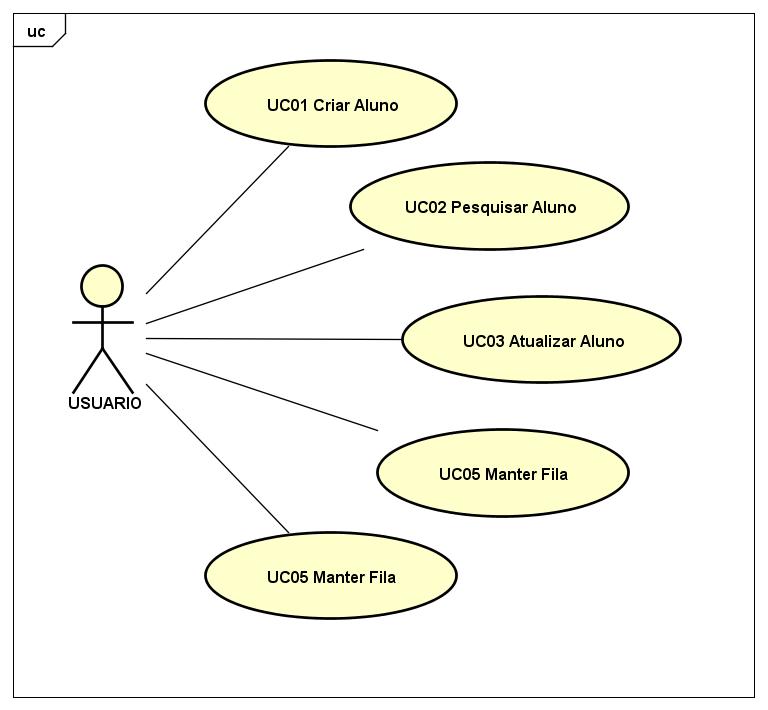 uc
UC01 Criar Aluno
UC02 Pesquisar Aluno
UC03 Atualizar Aluno
USUARIO
UC05 Manter Fila
UC05 Manter Fila